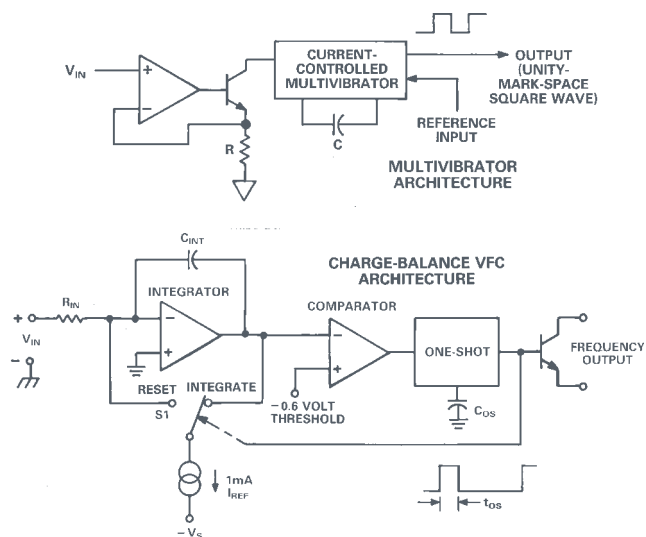 V_IN
+
−
R
CURRENT-
CONTROLLED
MULTIVIBRATOR
C
OUTPUT
(UNITY-
MARK-SPACE
SQUARE WAVE)
REFERENCE
INPUT
MULTIVIBRATOR
ARCHITECTURE
CHARGE-BALANCE VFC
ARCHITECTURE
C_INT
INTEGRATOR
R_IN
+
V_IN
−
−
+
COMPARATOR
−
+
ONE-SHOT
FREQUENCY
OUTPUT
RESET
INTEGRATE
S1
−0.6 VOLT
THRESHOLD
C_OS
1mA
I_REF
−V_S
t_OS